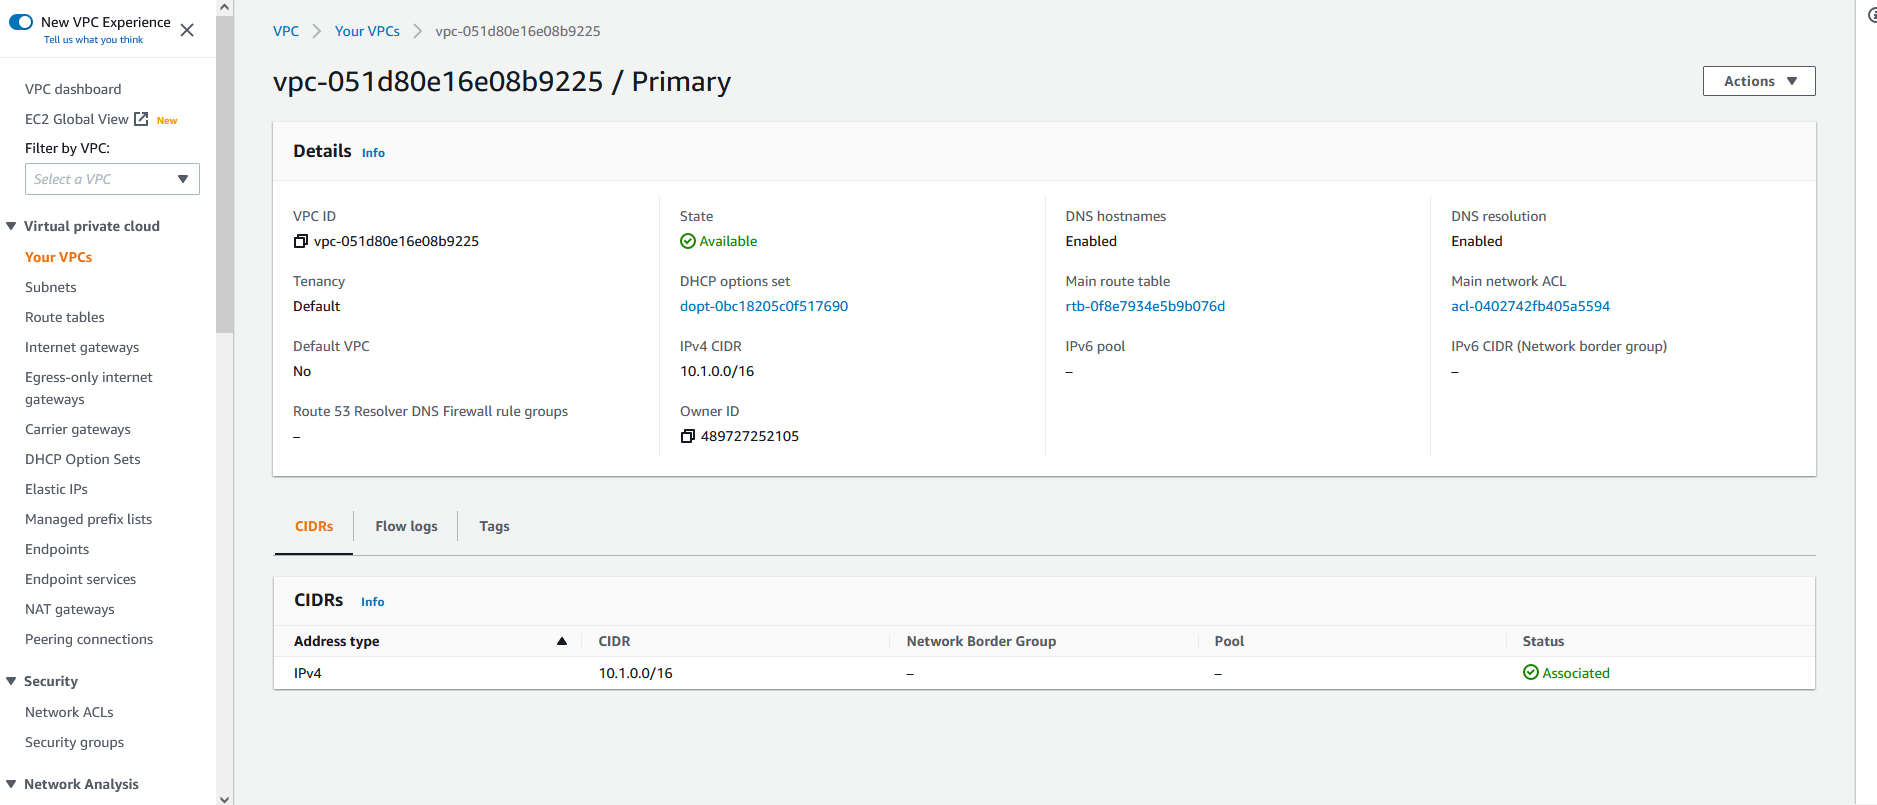 New VPC Experience
Tell us what you think
VPC dashboard
EC2 Global View New
Filter by VPC:
Select a VPC
Virtual private cloud
Your VPCs
Subnets
Route tables
Internet gateways
Egress-only internet
gateways
Carrier gateways
DHCP Option Sets
Elastic IPs
Managed prefix lists
Endpoints
Endpoint services
NAT gateways
Peering connections
Security
Network ACLs
Security groups
Network Analysis
VPC Your VPCs vpc-051d80e16e08b9225
vpc-051d80e16e08b9225 / Primary
Actions
Details Info
VPC ID
vpc-051d80e16e08b9225
State
Available
DNS hostnames
Enabled
DNS resolution
Enabled
Tenancy
Default
DHCP options set
dopt-0bc18205c0f517690
Main route table
rtb-0f8e7934e5b9b076d
Main network ACL
acl-0402742fb405a5594
Default VPC
No
IPv4 CIDR
10.1.0.0/16
IPv6 pool
–
IPv6 CIDR (Network border group)
–
Route 53 Resolver DNS Firewall rule groups
–
Owner ID
489727252105
CIDRs Flow logs Tags
CIDRs Info
Address type CIDR Network Border Group Pool Status
IPv4 10.1.0.0/16 – – Associated